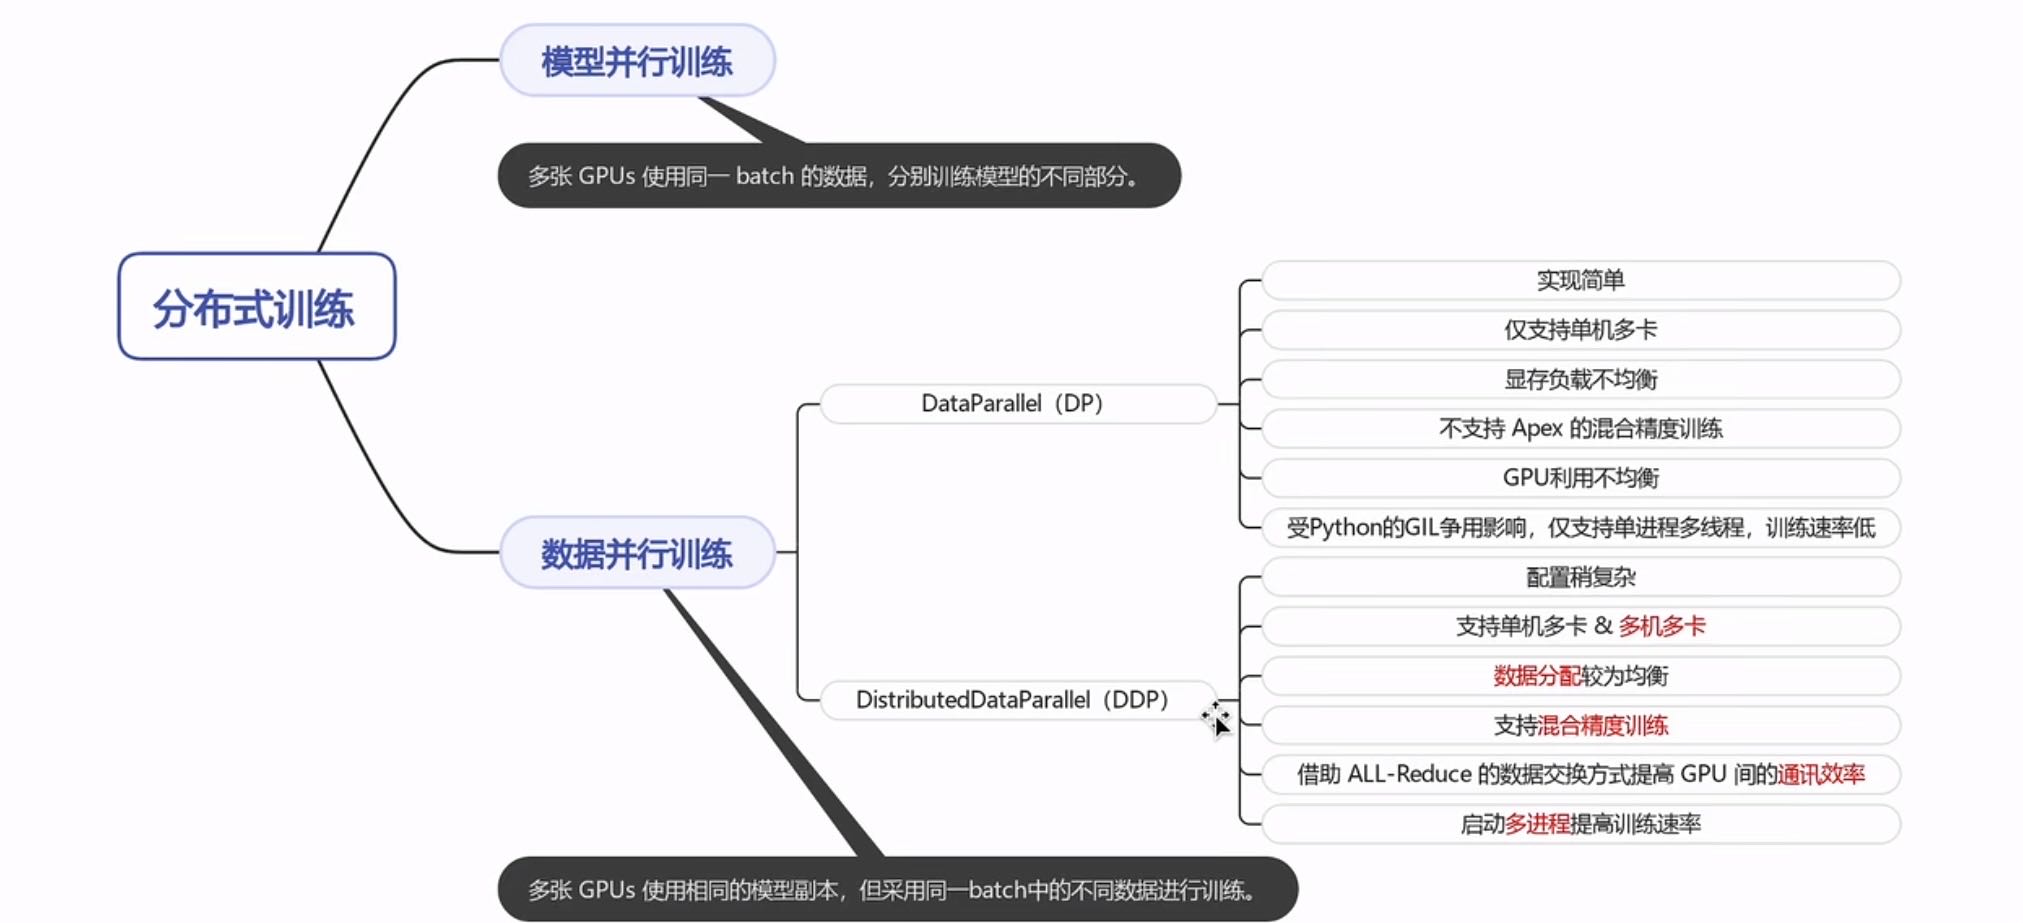 模型并行训练
多张 GPUs 使用同一 batch 的数据，分别训练模型的不同部分。
分布式训练
数据并行训练
DataParallel（DP）
实现简单
仅支持单机多卡
显存负载不均衡
不支持 Apex 的混合精度训练
GPU利用不均衡
受Python的GIL争用影响，仅支持单进程多线程，训练速率低
DistributedDataParallel（DDP）
配置稍复杂
支持单机多卡 & 多机多卡
数据分配较为均衡
支持混合精度训练
借助 ALL-Reduce 的数据交换方式提高 GPU 间的通讯效率
启动多进程提高训练速率
多张 GPUs 使用相同的模型副本，但采用同一batch中的不同数据进行训练。